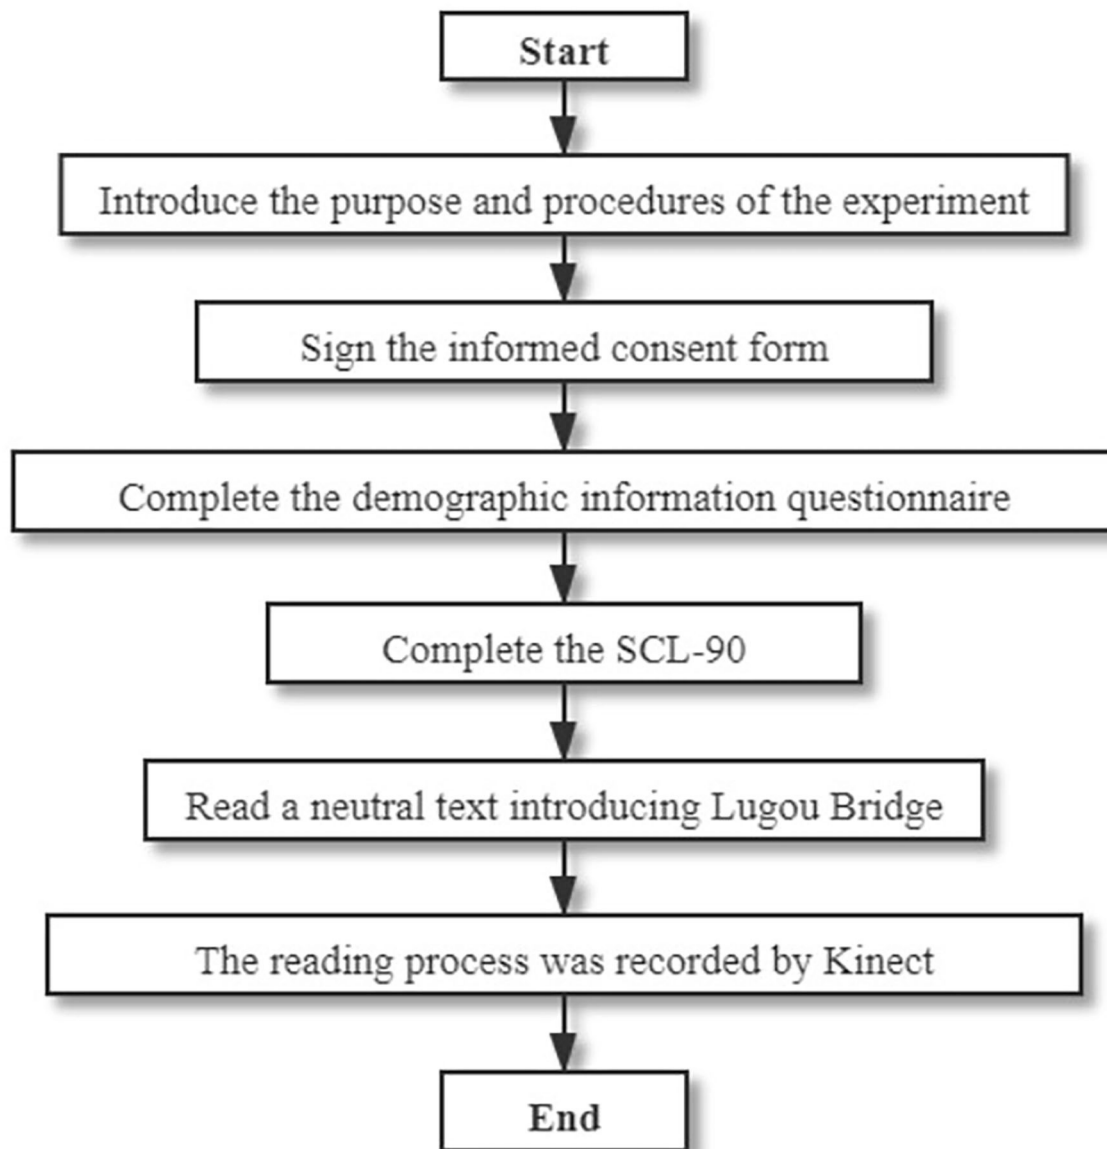 Start
Introduce the purpose and procedures of the experiment
Sign the informed consent form
Complete the demographic information questionnaire
Complete the SCL-90
Read a neutral text introducing Lugou Bridge
The reading process was recorded by Kinect
End